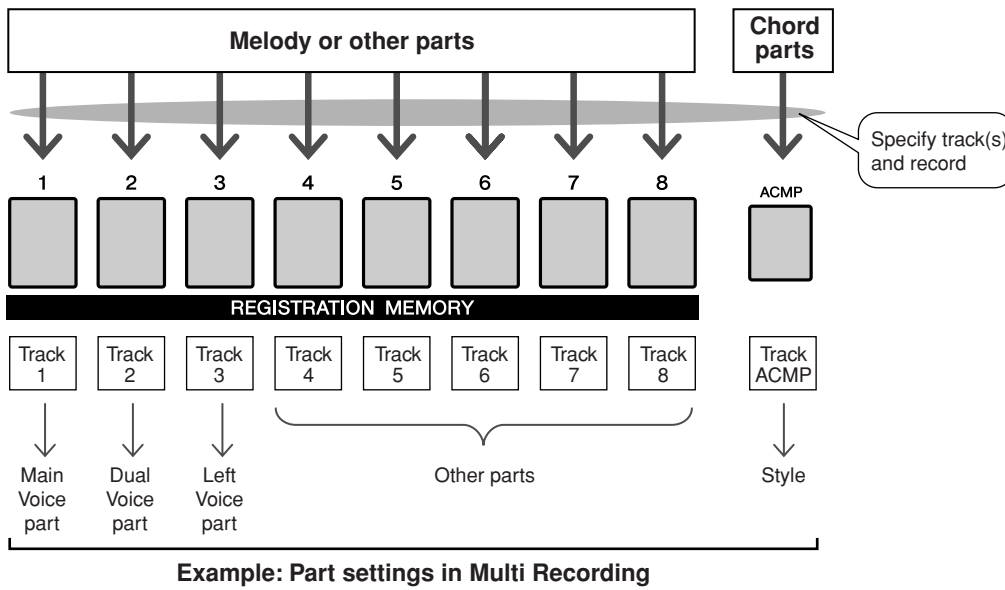 Melody or other parts
Chord
parts
Specify track(s)
and record
1 2 3 4 5 6 7 8
ACMP
REGISTRATION MEMORY
Track
1
Track
2
Track
3
Track
4
Track
5
Track
6
Track
7
Track
8
Track
ACMP
Main
Voice
part
Dual
Voice
part
Left
Voice
part
Other parts
Style
Example: Part settings in Multi Recording